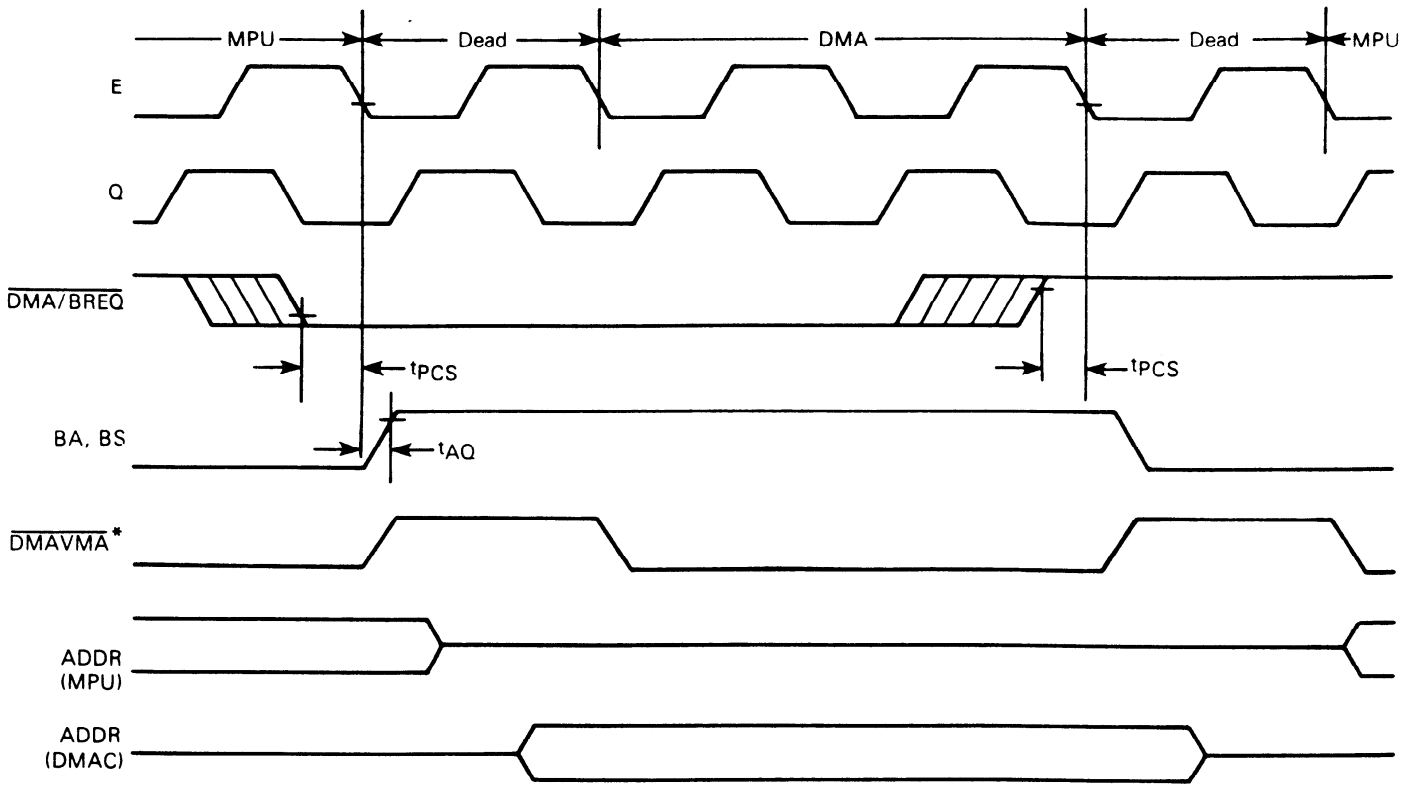 MPU Dead DMA Dead MPU
E
Q
DMA/BREQ
tPCS tPCS
BA, BS
tAQ
DMAVMA*
ADDR
(MPU)
ADDR
(DMAC)